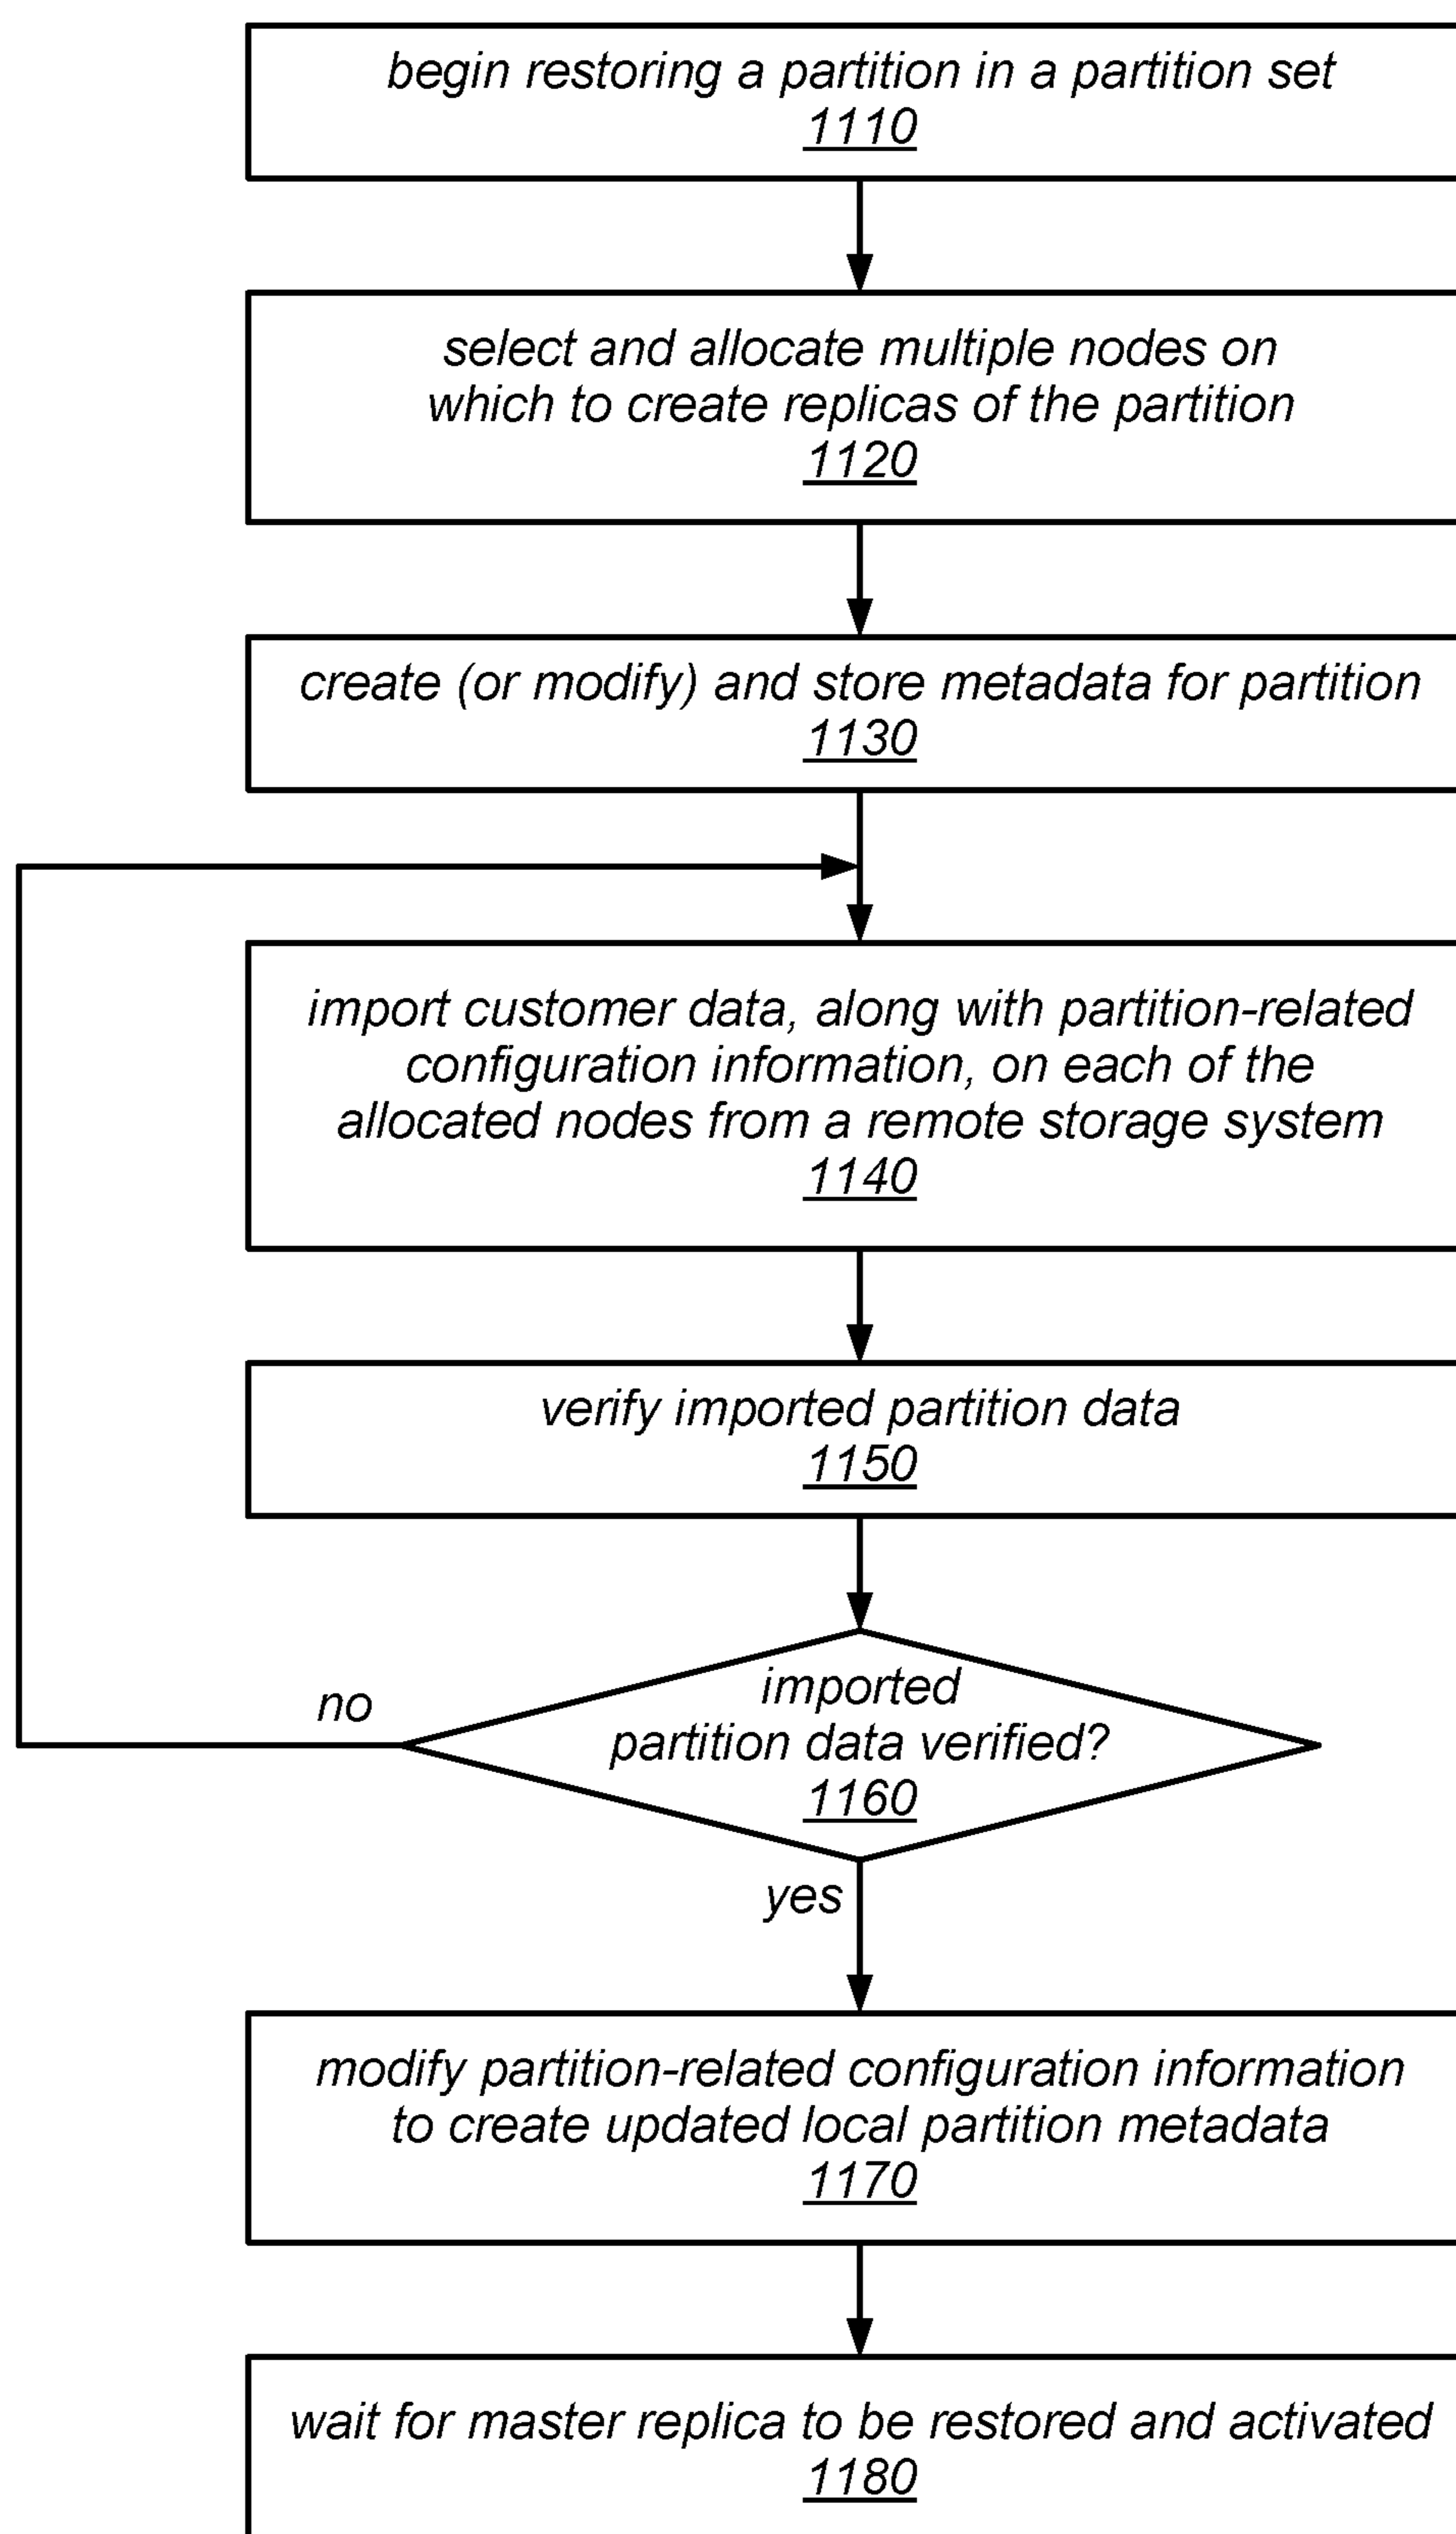 begin restoring a partition in a partition set
1110
select and allocate multiple nodes on
which to create replicas of the partition
1120
create (or modify) and store metadata for partition
1130
import customer data, along with partition-related
configuration information, on each of the
allocated nodes from a remote storage system
1140
verify imported partition data
1150
no
imported
partition data verified?
1160
yes
modify partition-related configuration information
to create updated local partition metadata
1170
wait for master replica to be restored and activated
1180